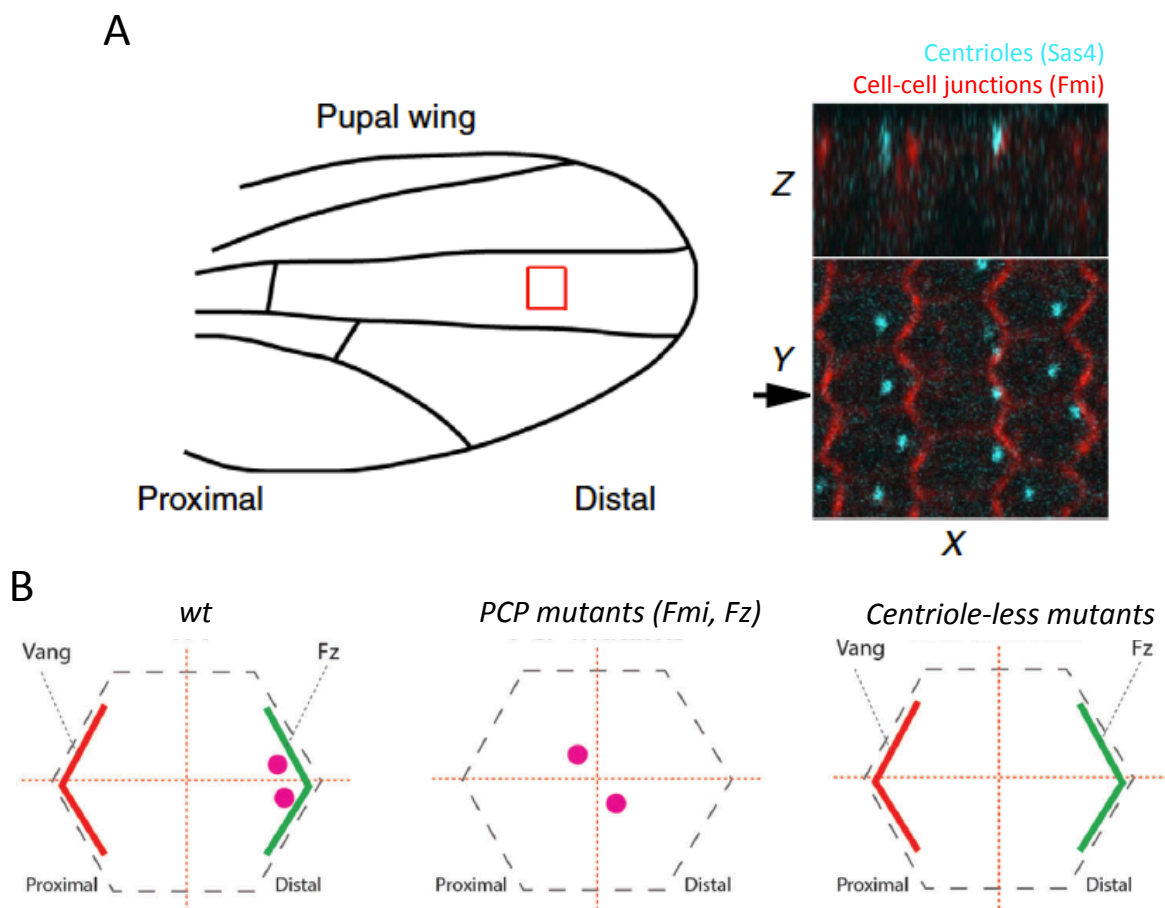 A
Centrioles (Sas4)
Cell-cell junctions (Fmi)
Pupal wing
Z
Y
Proximal
Distal
X
B
wt
PCP mutants (Fmi, Fz)
Centriole-less mutants
Vang
Fz
Vang
Fz
Proximal
Distal
Proximal
Distal
Proximal
Distal